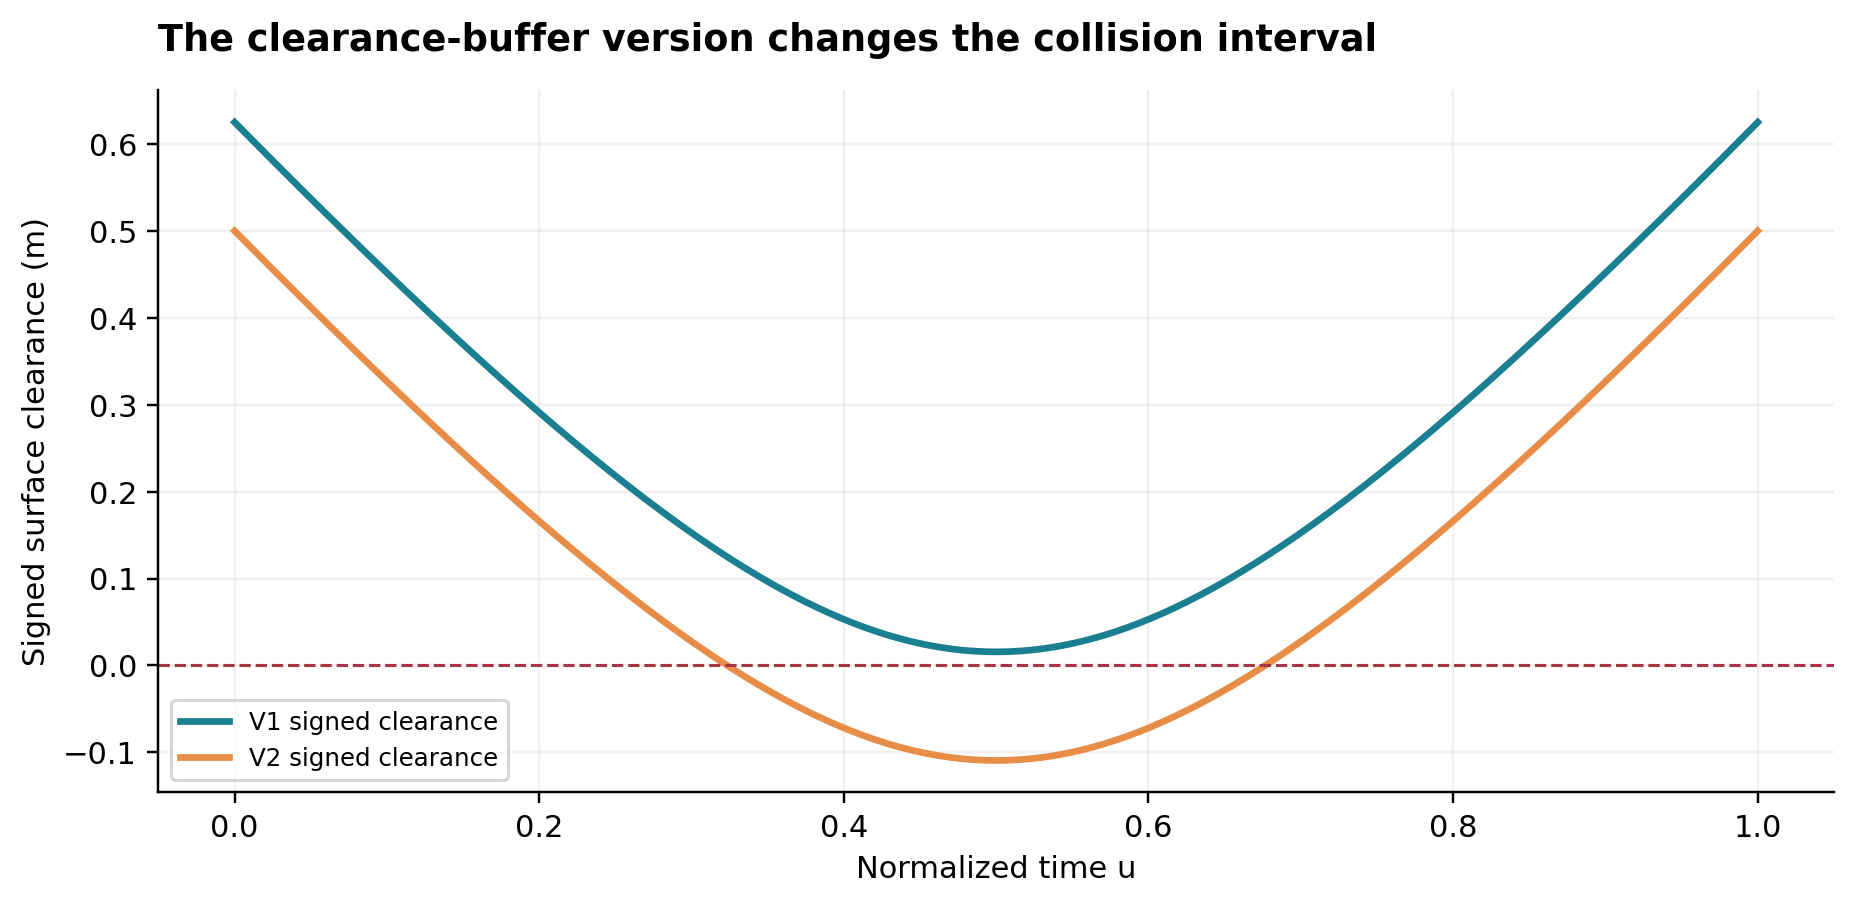 The clearance-buffer version changes the collision interval
Signed surface clearance (m)
0.6
0.5
0.4
0.3
0.2
0.1
0.0
−0.1
V1 signed clearance
V2 signed clearance
0.0 0.2 0.4 0.6 0.8 1.0
Normalized time u